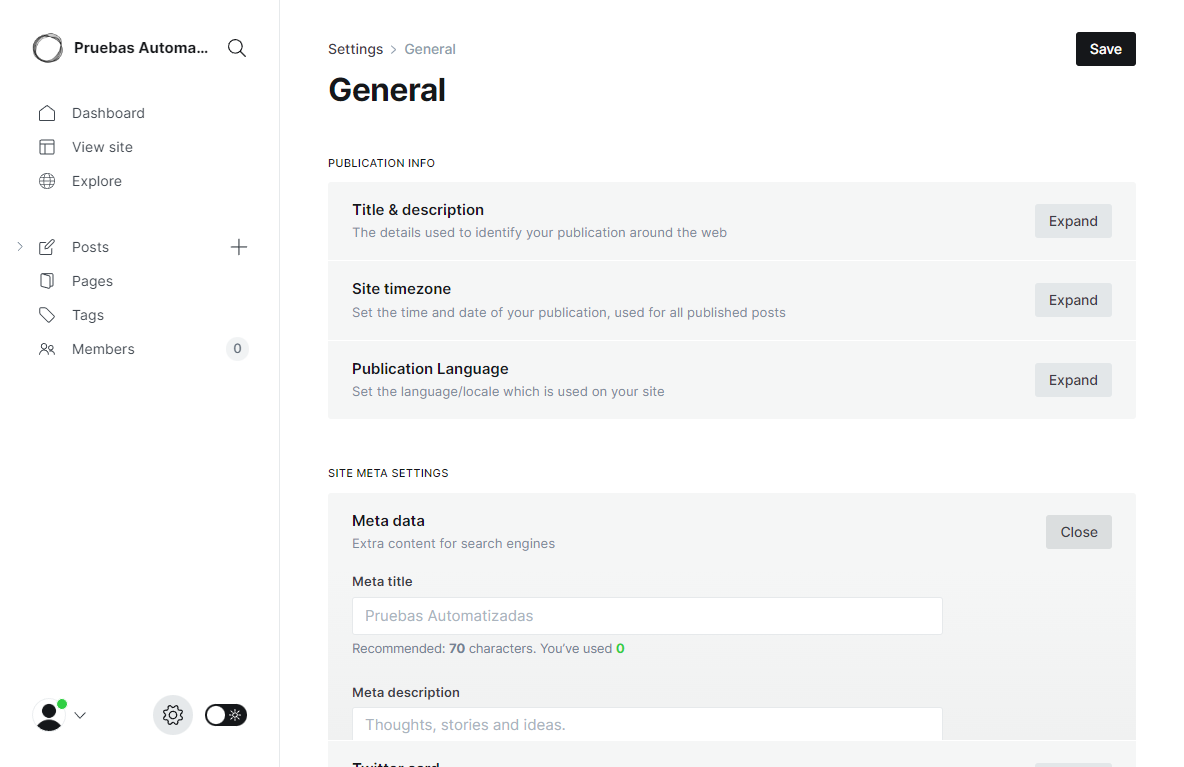 Pruebas Automa...
Dashboard
View site
Explore
Posts
Pages
Tags
Members 0
Settings > General
Save
General
PUBLICATION INFO
Title & description
The details used to identify your publication around the web
Expand
Site timezone
Set the time and date of your publication, used for all published posts
Expand
Publication Language
Set the language/locale which is used on your site
Expand
SITE META SETTINGS
Meta data
Extra content for search engines
Close
Meta title
Pruebas Automatizadas
Recommended: 70 characters. You’ve used 0
Meta description
Thoughts, stories and ideas.
Twitter card